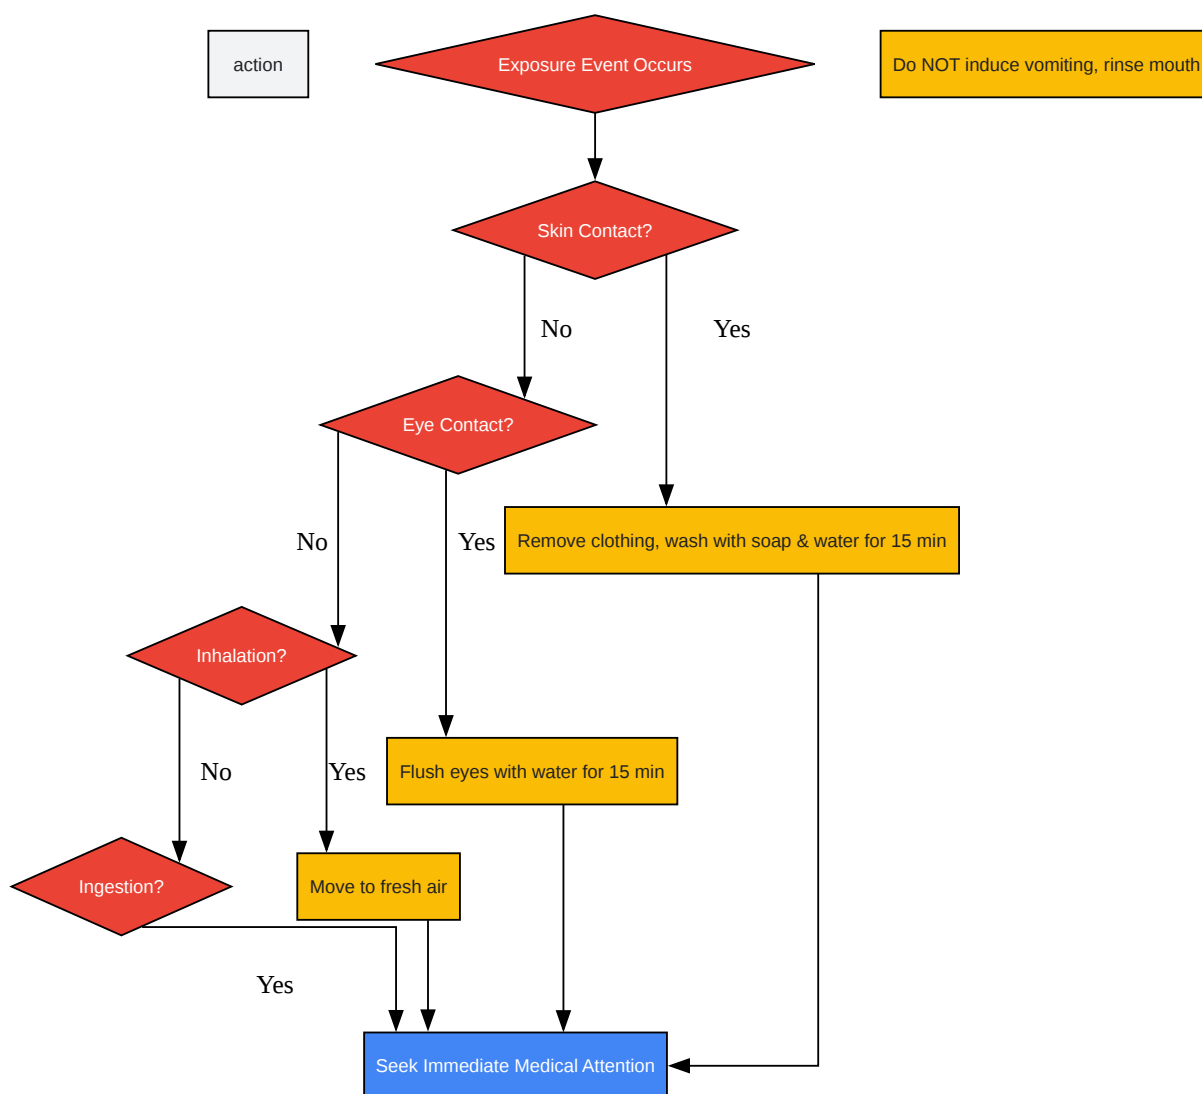 action
Exposure Event Occurs
Do NOT induce vomiting, rinse mouth
Skin Contact?
No
Yes
Eye Contact?
No
Yes
Remove clothing, wash with soap & water for 15 min
Inhalation?
No
Yes
Flush eyes with water for 15 min
Ingestion?
Move to fresh air
Yes
Seek Immediate Medical Attention